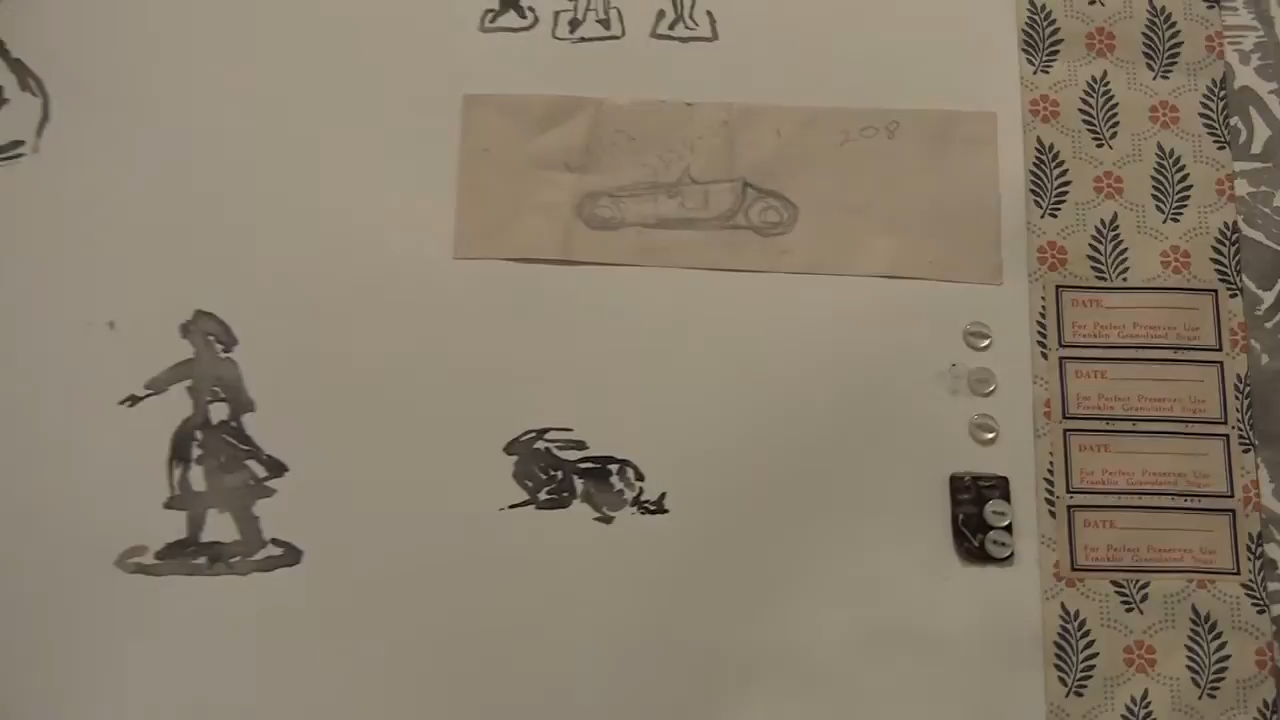 208
DATE
For Perfect Preserves Use
Franklin Granulated Sugar
DATE
For Perfect Preserves Use
Franklin Granulated Sugar
DATE
For Perfect Preserves Use
Franklin Granulated Sugar
DATE
For Perfect Preserves Use
Franklin Granulated Sugar